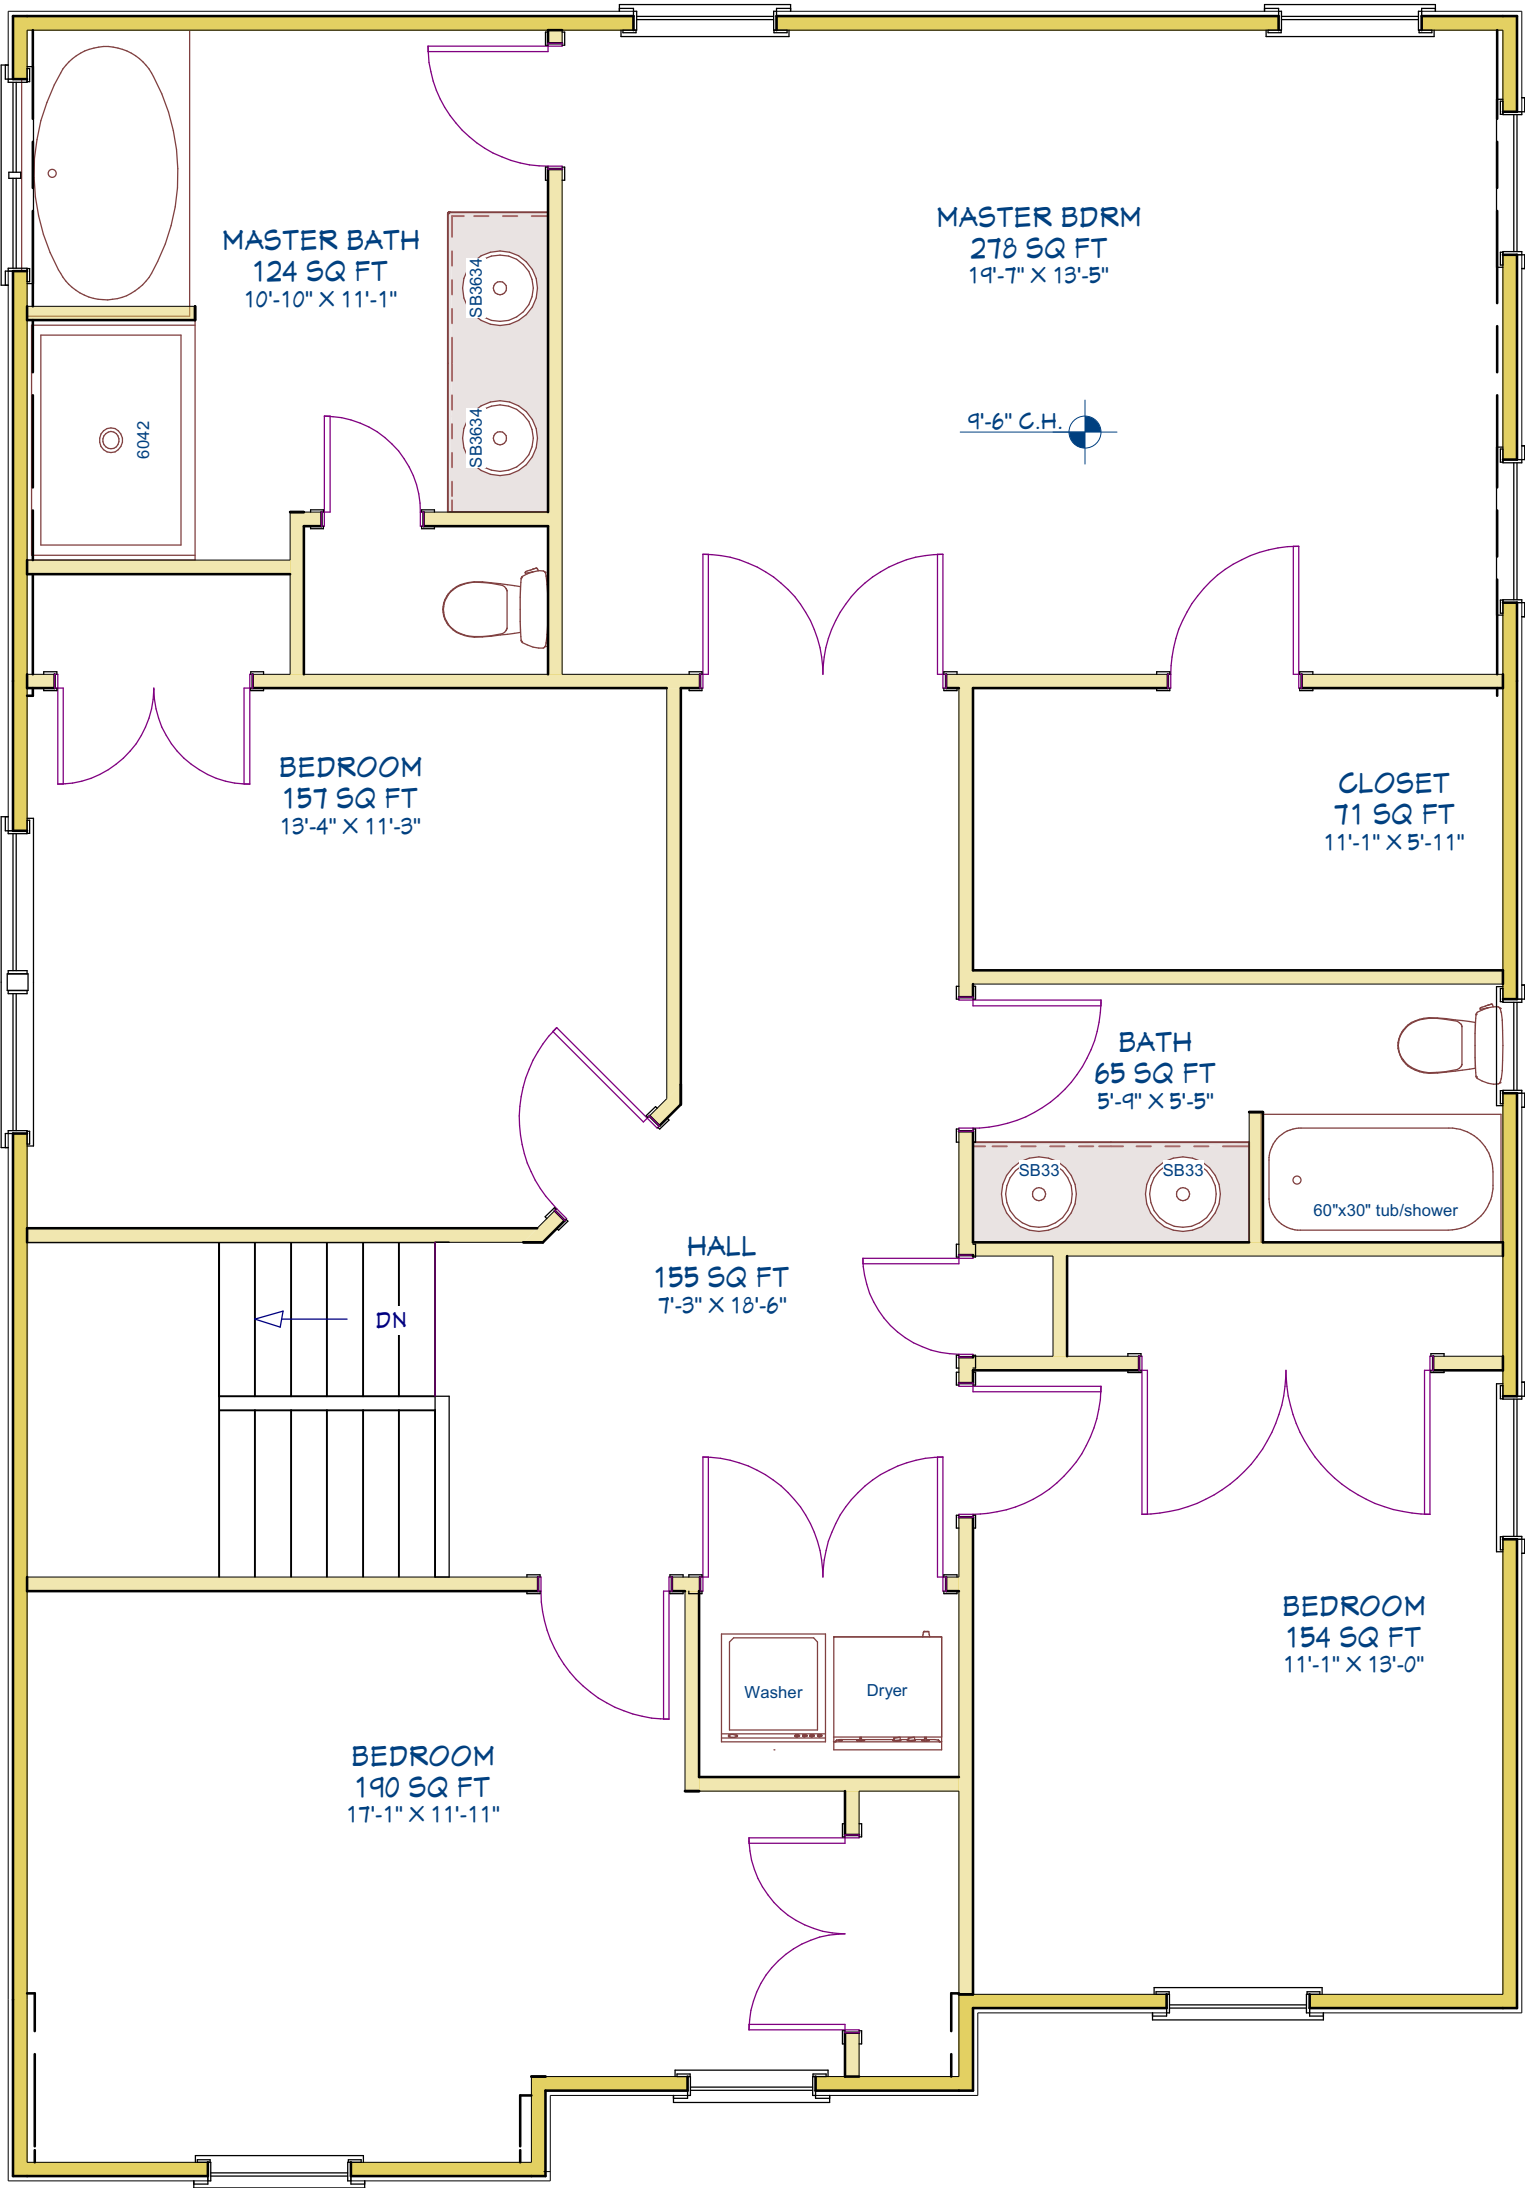 MASTER BATH
124 SQ FT
10'-10" X 11'-1"
SB3634
SB3634
6042
MASTER BDRM
278 SQ FT
19'-7" X 13'-5"
9'-6" C.H.
BEDROOM
157 SQ FT
13'-4" X 11'-3"
CLOSET
71 SQ FT
11'-1" X 5'-11"
BATH
65 SQ FT
5'-9" X 5'-5"
SB33
SB33
60"x30" tub/shower
HALL
155 SQ FT
7'-3" X 18'-6"
DN
BEDROOM
154 SQ FT
11'-1" X 13'-0"
Washer
Dryer
BEDROOM
190 SQ FT
17'-1" X 11'-11"